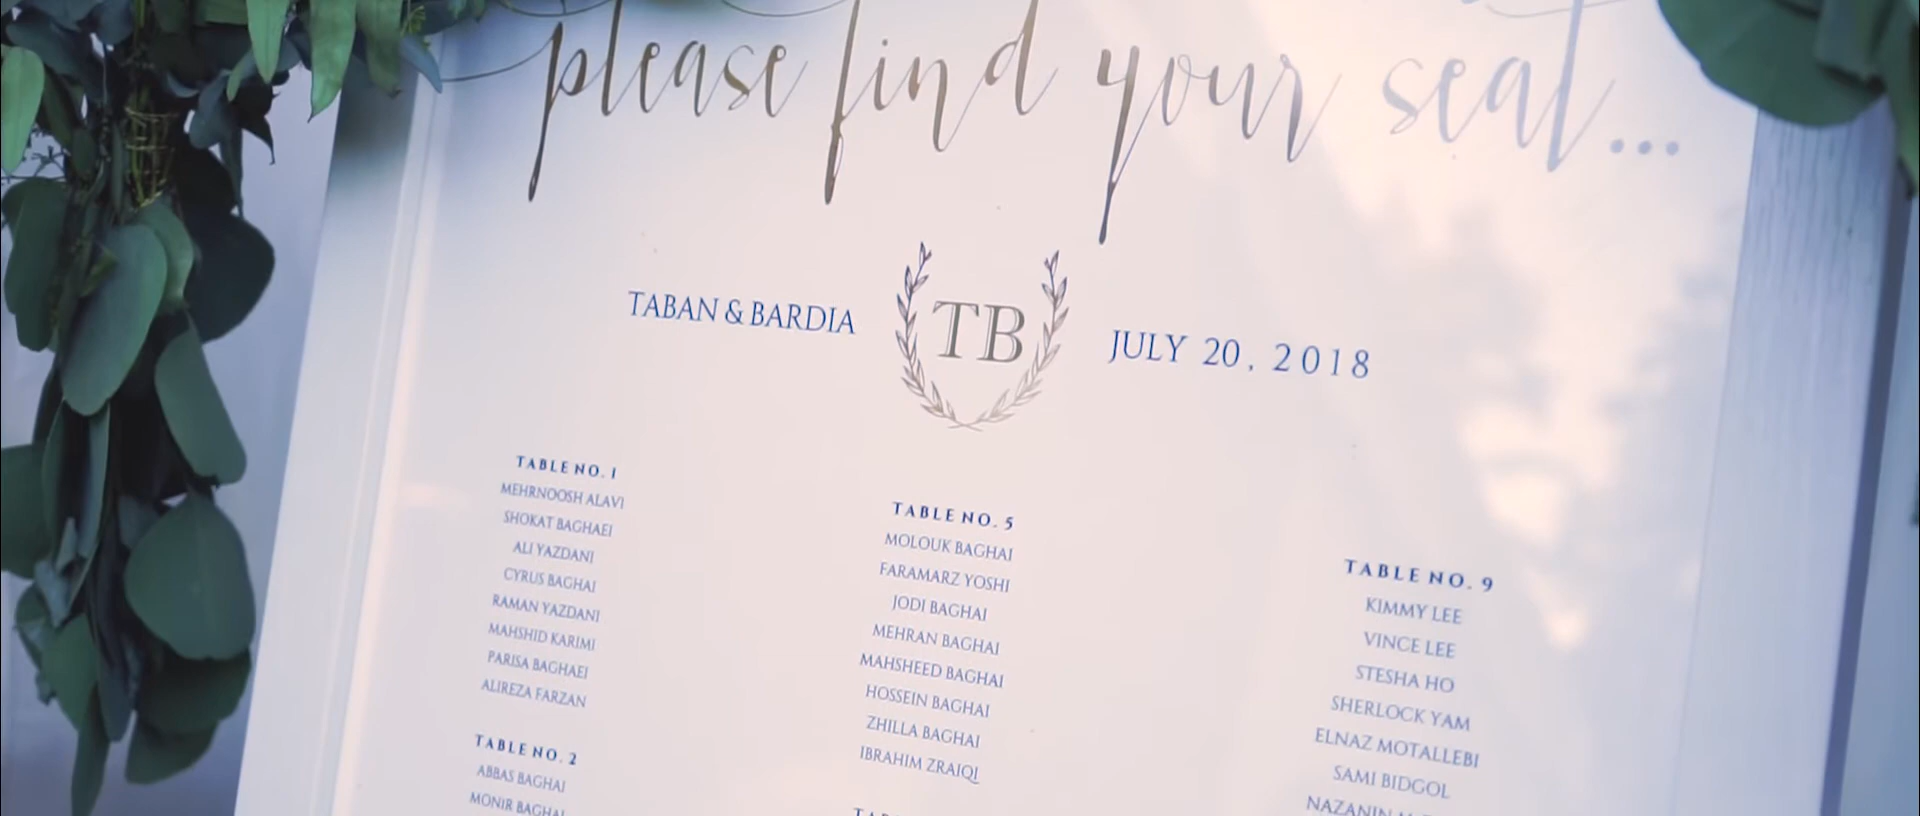 please find your seat...
TABAN & BARDIA
TB
JULY 20, 2018
TABLE NO. 1
MEHRNOOSH ALAVI
SHOKAT BAGHAEI
ALI YAZDANI
CYRUS BAGHAI
RAMAN YAZDANI
MAHSHID KARIMI
PARISA BAGHAEI
ALIREZA FARZAN
TABLE NO. 2
ABBAS BAGHAI
MONIR BAGHAI
TABLE NO. 5
MOLOUK BAGHAI
FARAMARZ YOSHI
JODI BAGHAI
MEHRAN BAGHAI
MAHSHEED BAGHAI
HOSSEIN BAGHAI
ZHILLA BAGHAI
IBRAHIM ZRAIQI
TABLE NO. 9
KIMMY LEE
VINCE LEE
STESHA HO
SHERLOCK YAM
ELNAZ MOTALLEBI
SAMI BIDGOL
NAZANIN